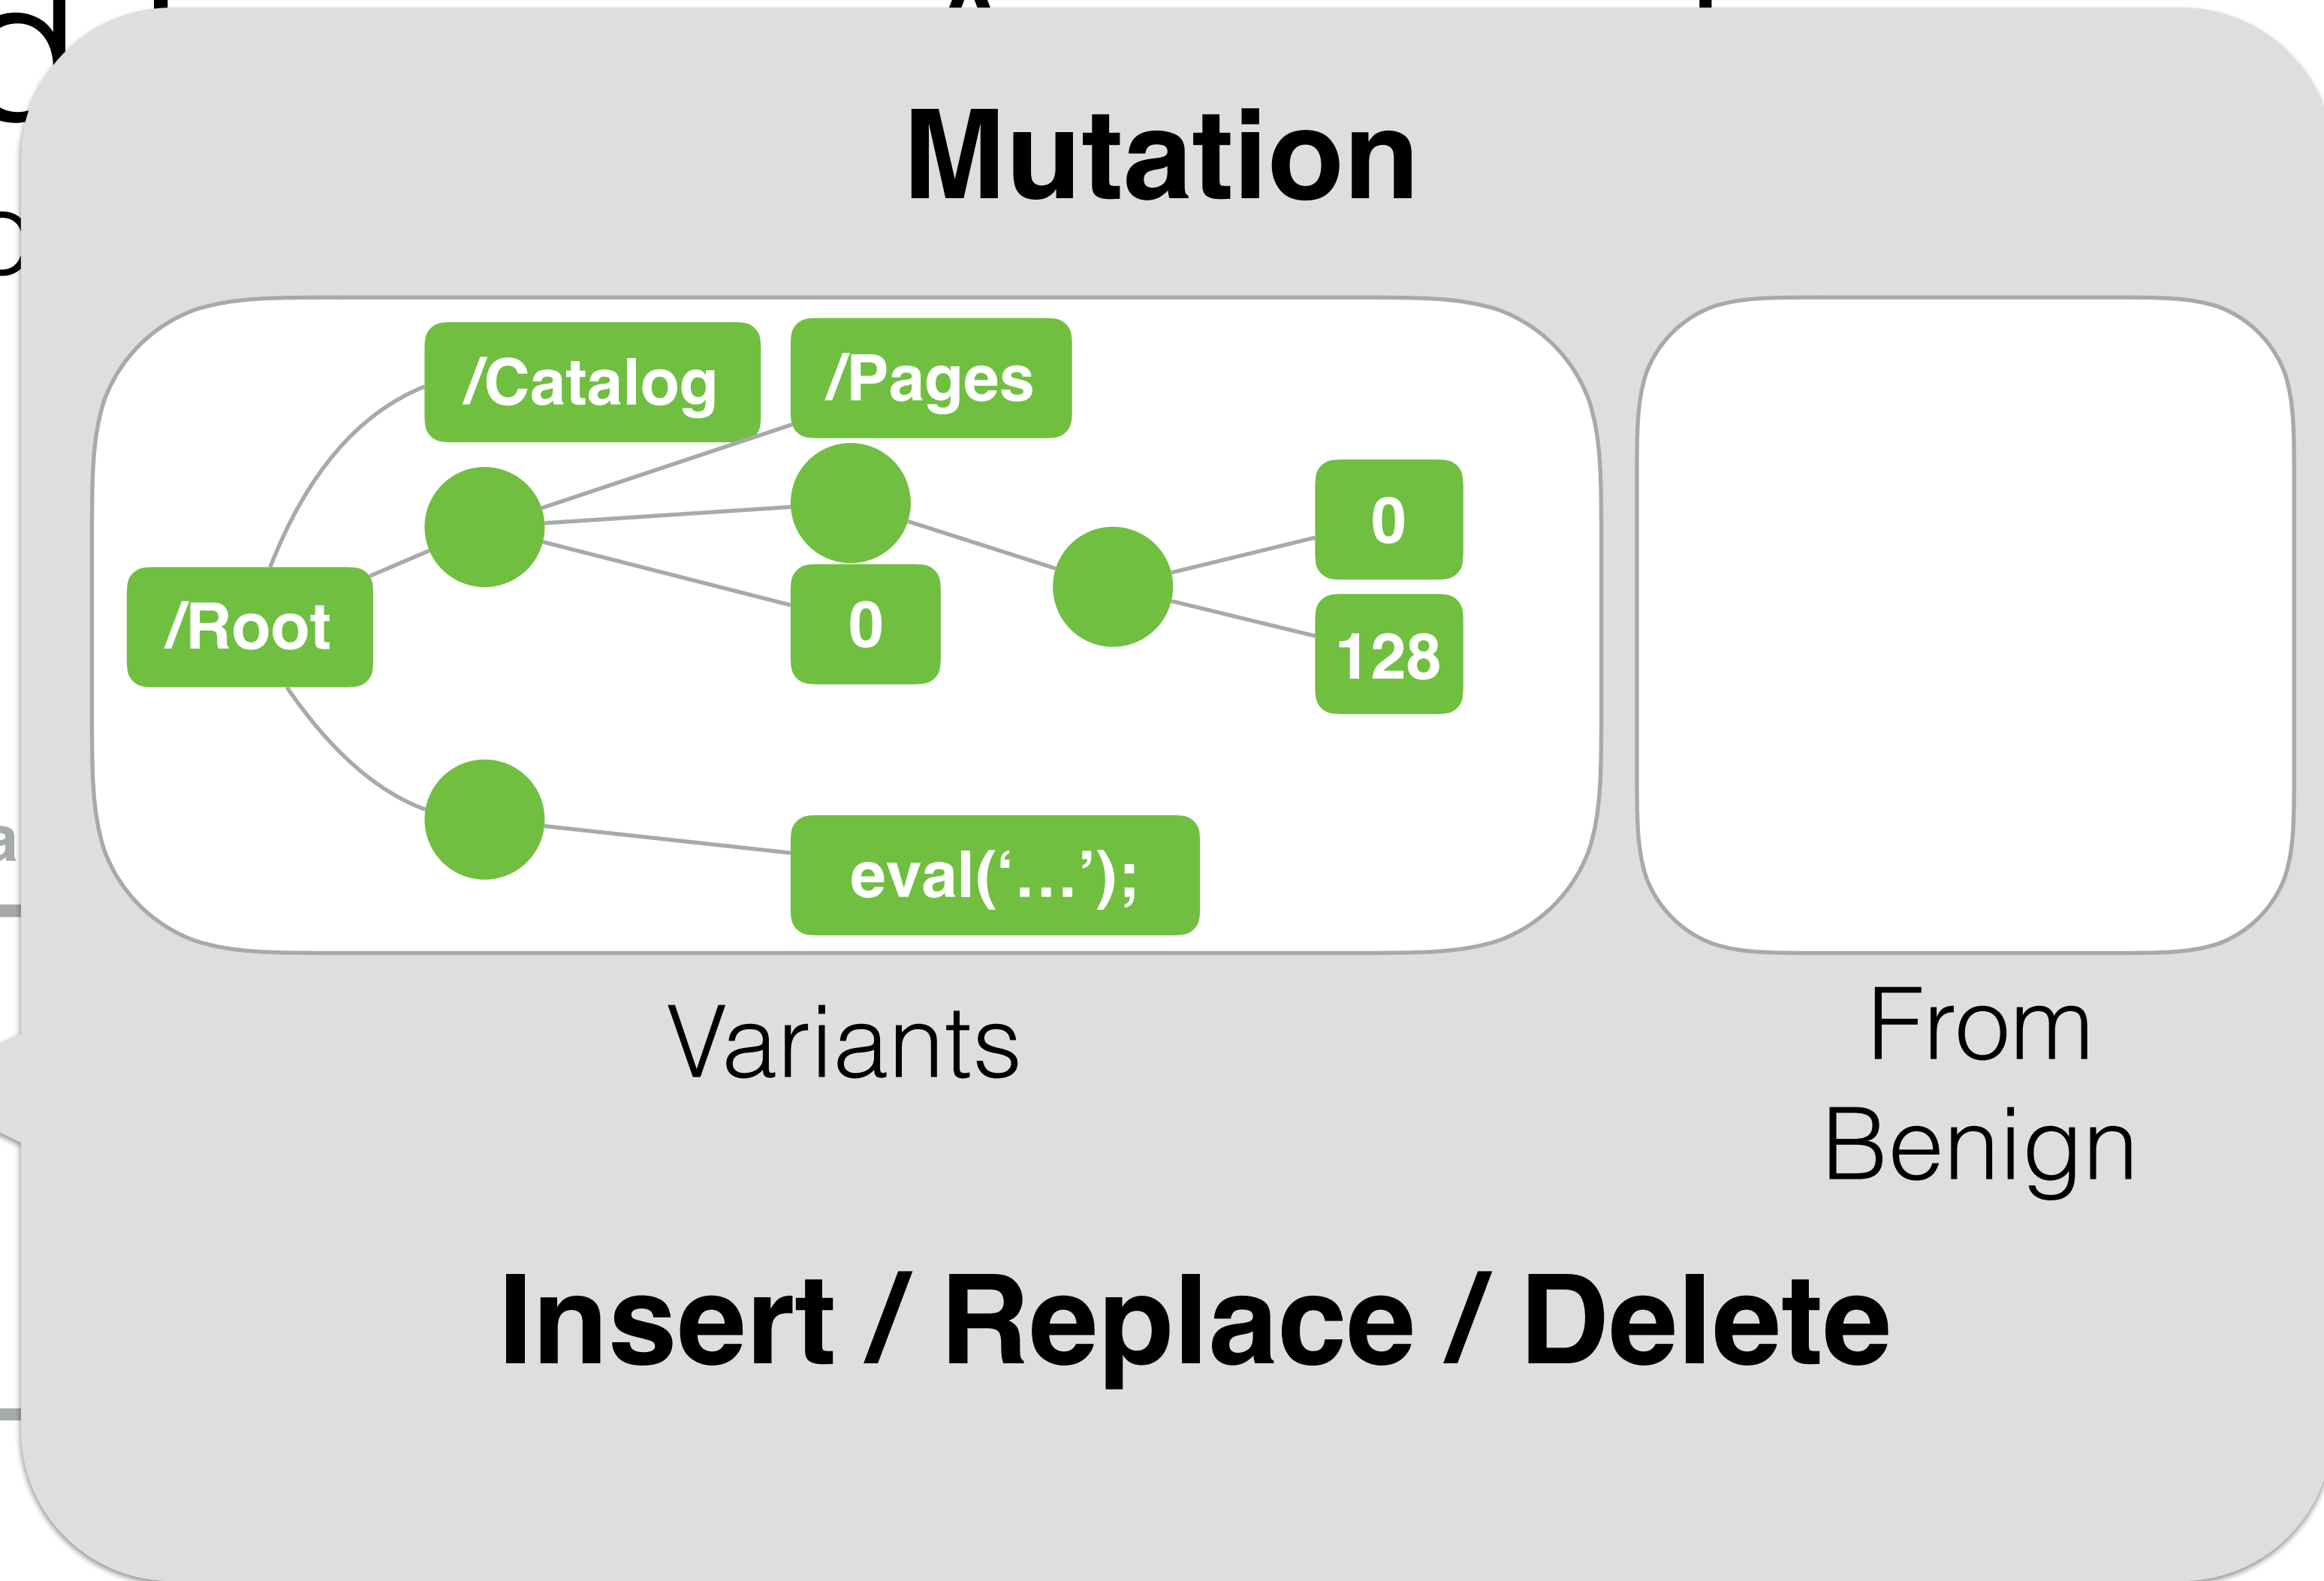 Mutation
/Catalog
/Pages
0
/Root
0
128
eval(‘...’);
Variants
From
Benign
Insert / Replace / Delete